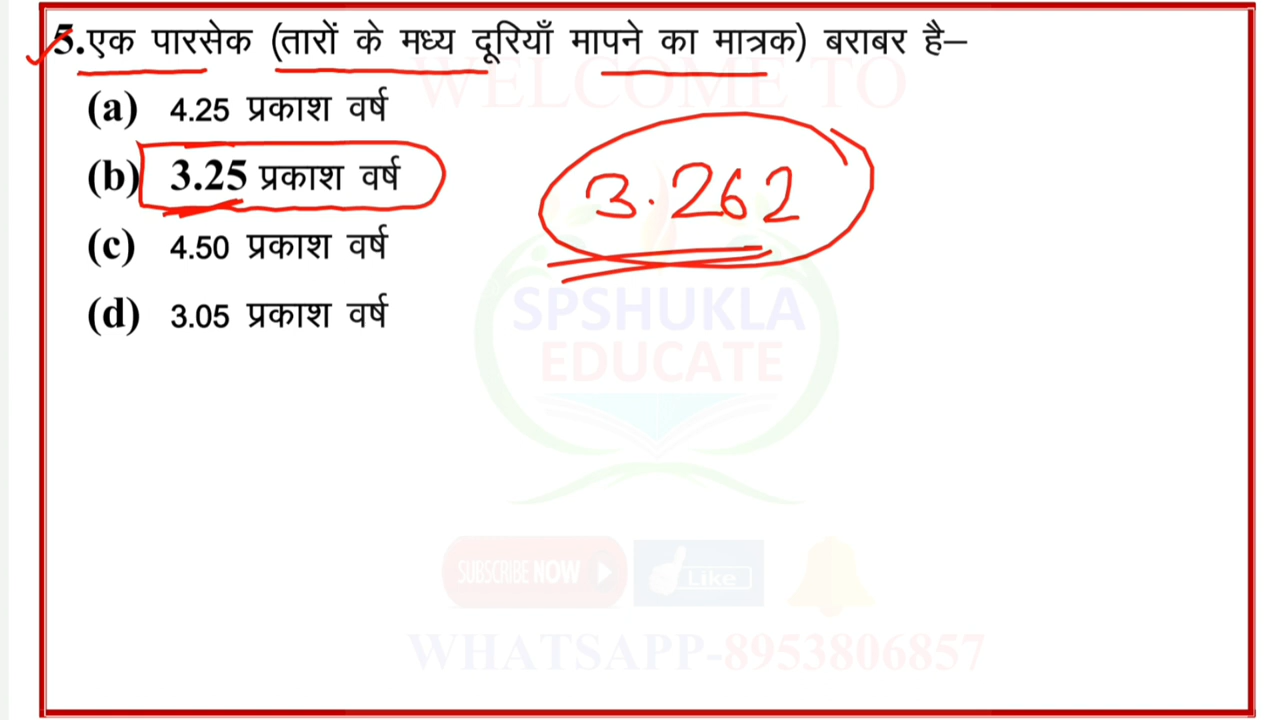 5.एक पारसेक (तारों के मध्य दूरियाँ मापने का मात्रक) बराबर है–
WELCOME TO
(a) 4.25 प्रकाश वर्ष
(b) 3.25 प्रकाश वर्ष
3.262
(c) 4.50 प्रकाश वर्ष
(d) 3.05 प्रकाश वर्ष
SPSHUKLA
EDUCATE
SUBSCRIBE NOW
Like
WHATSAPP-8953806857